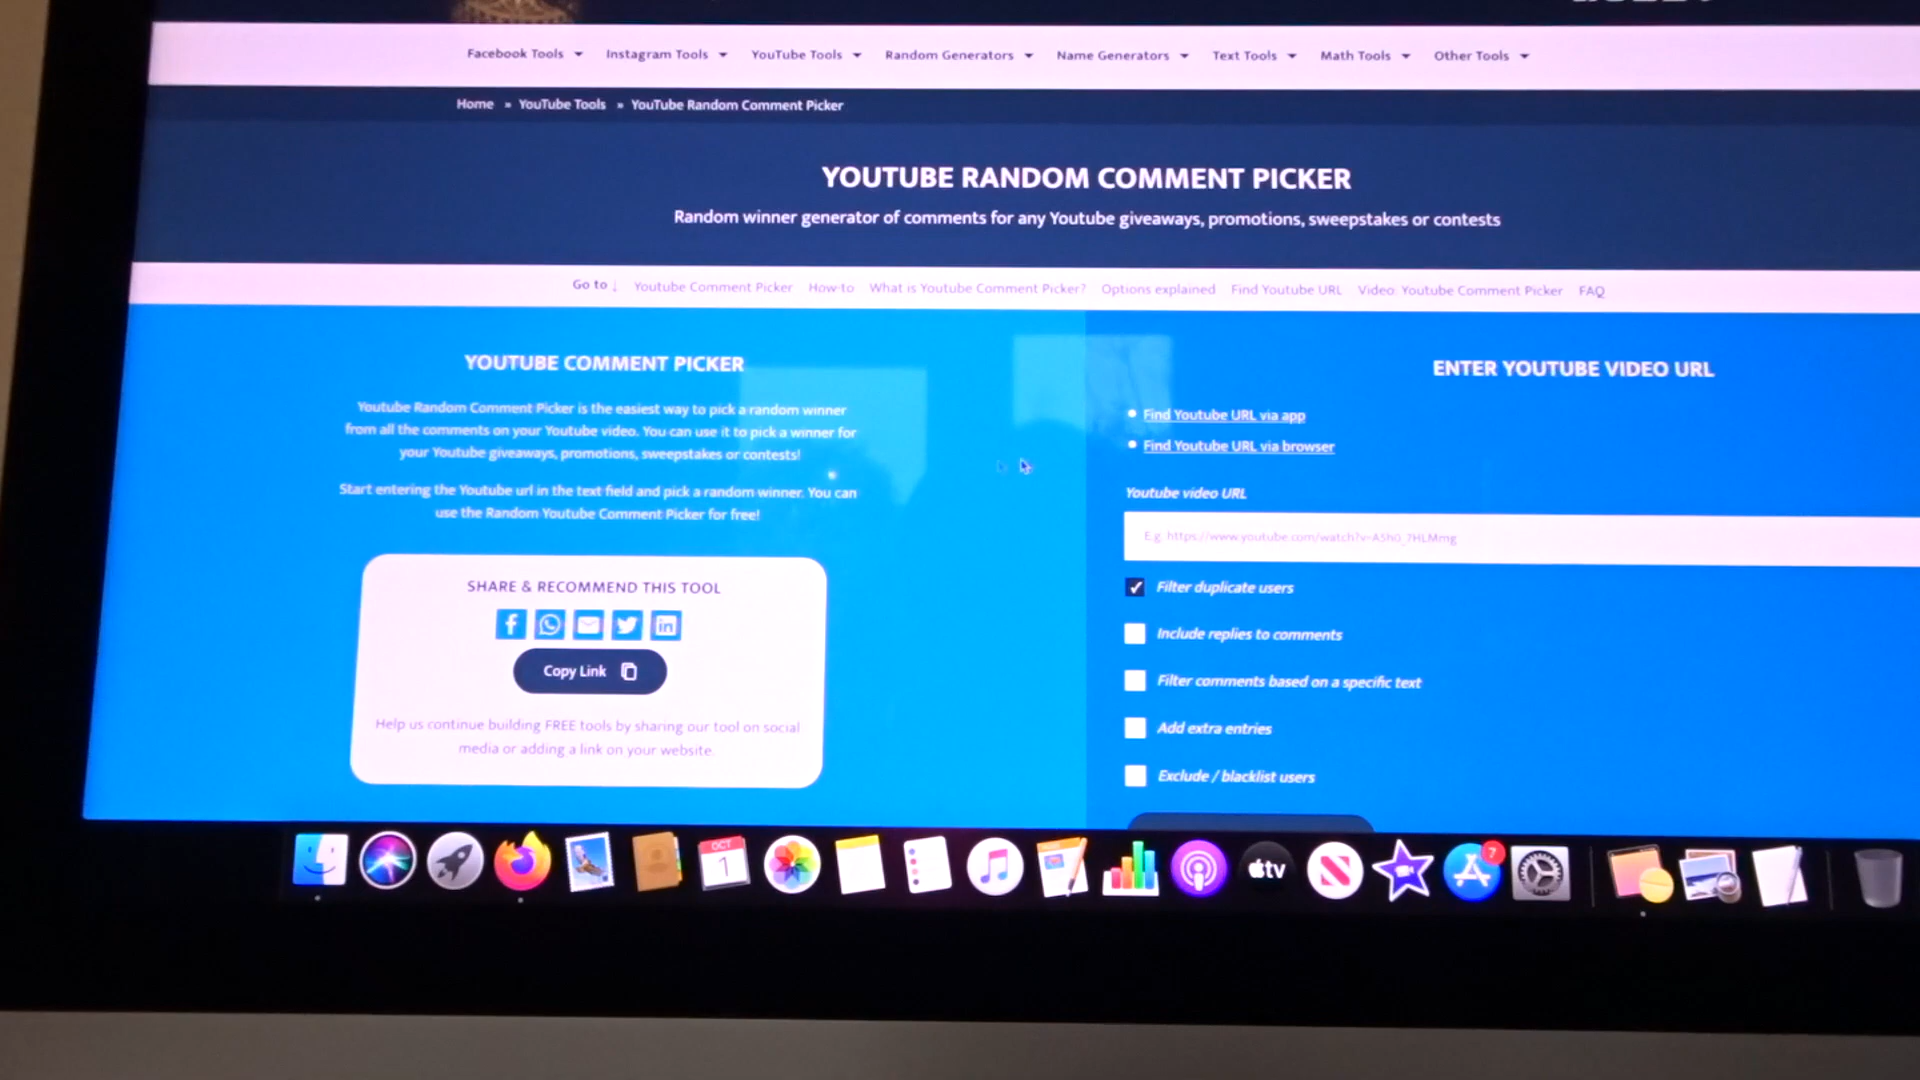 Facebook Tools Instagram Tools YouTube Tools Random Generators Name Generators Text Tools Math Tools Other Tools
Home » YouTube Tools » YouTube Random Comment Picker
YOUTUBE RANDOM COMMENT PICKER
Random winner generator of comments for any Youtube giveaways, promotions, sweepstakes or contests
Go to ↓ Youtube Comment Picker How-to What is Youtube Comment Picker? Options explained Find Youtube URL Video: Youtube Comment Picker FAQ
YOUTUBE COMMENT PICKER
Youtube Random Comment Picker is the easiest way to pick a random winner
from all the comments on your Youtube video. You can use it to pick a winner for
your Youtube giveaways, promotions, sweepstakes or contests!
Start entering the Youtube url in the text field and pick a random winner. You can
use the Random Youtube Comment Picker for free!
SHARE & RECOMMEND THIS TOOL
Copy Link
Help us continue building FREE tools by sharing our tool on social
media or adding a link on your website.
ENTER YOUTUBE VIDEO URL
Find Youtube URL via app
Find Youtube URL via browser
Youtube video URL
E.g. https://www.youtube.com/watch?v=A5h0_7HLMmg
Filter duplicate users
Include replies to comments
Filter comments based on a specific text
Add extra entries
Exclude / blacklist users
OCT
1
tv
7